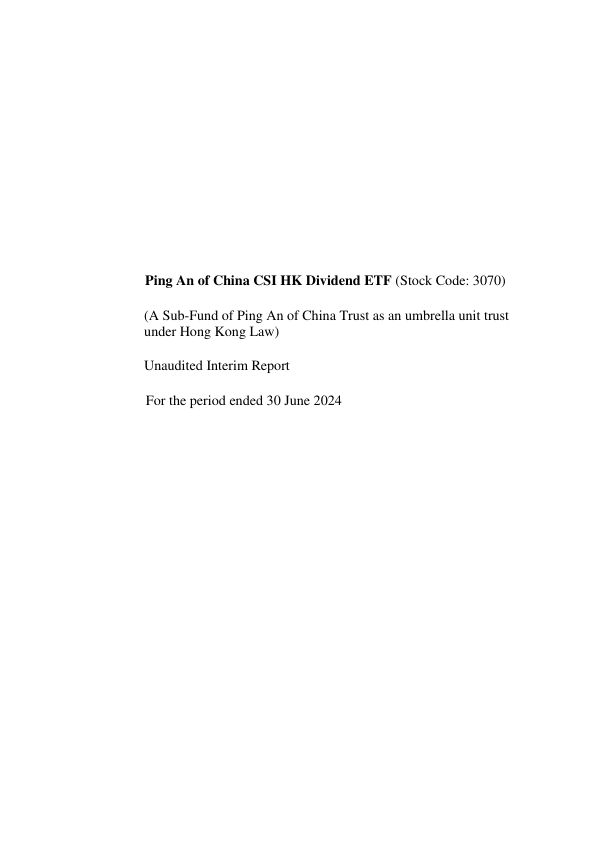 Ping An of China CSI HK Dividend ETF (Stock Code: 3070)
(A Sub-Fund of Ping An of China Trust as an umbrella unit trust
under Hong Kong Law)
Unaudited Interim Report
For the period ended 30 June 2024